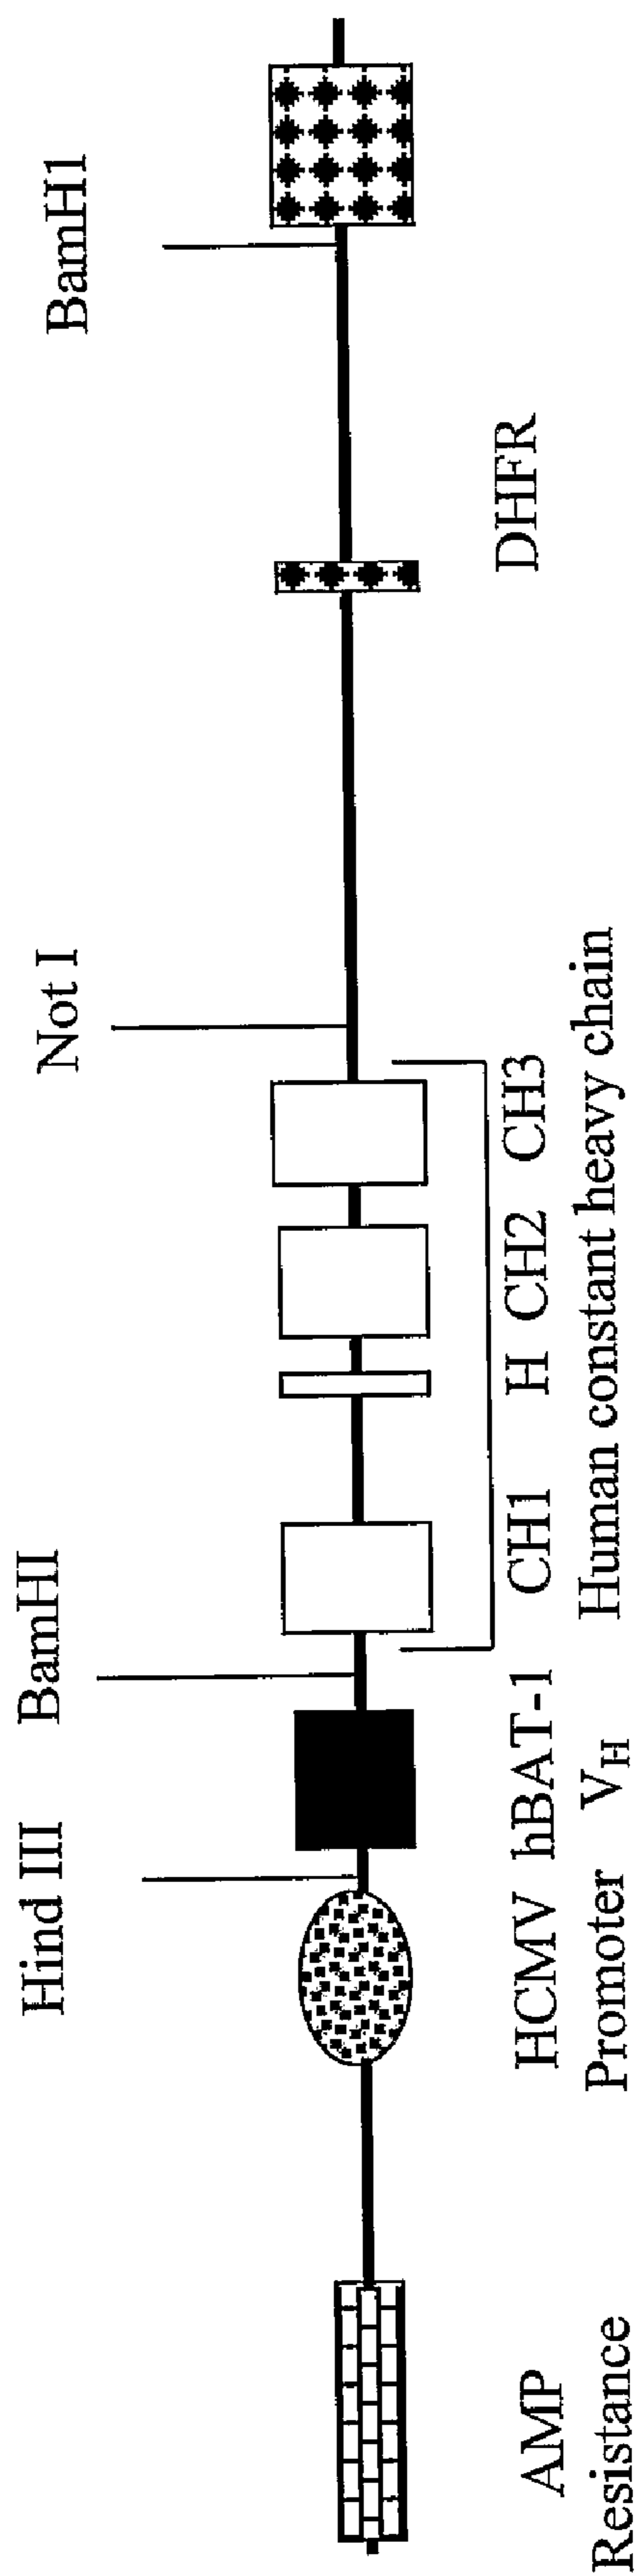 Hind III
BamHI
Not I
BamH1
AMP
Resistance
HCMV
Promoter
hBAT-1
VH
CH1
H
CH2
CH3
Human constant heavy chain
DHFR